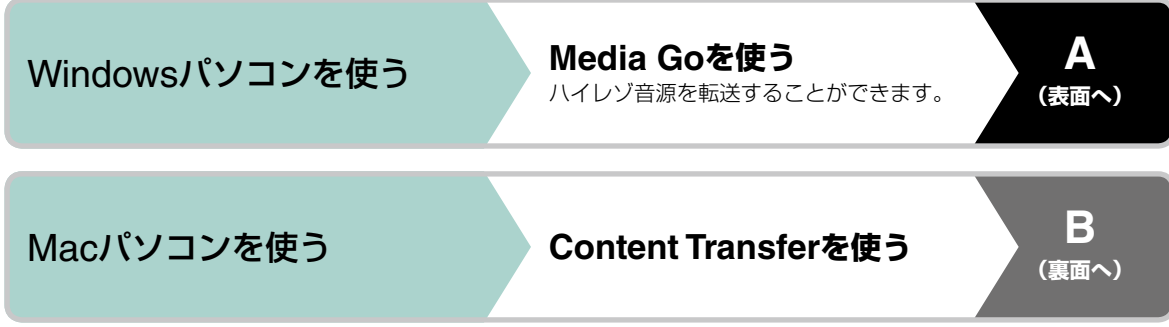 Windowsパソコンを使う
Media Goを使う
ハイレゾ音源を転送することができます。
A
（表面へ）
Macパソコンを使う
Content Transferを使う
B
（裏面へ）